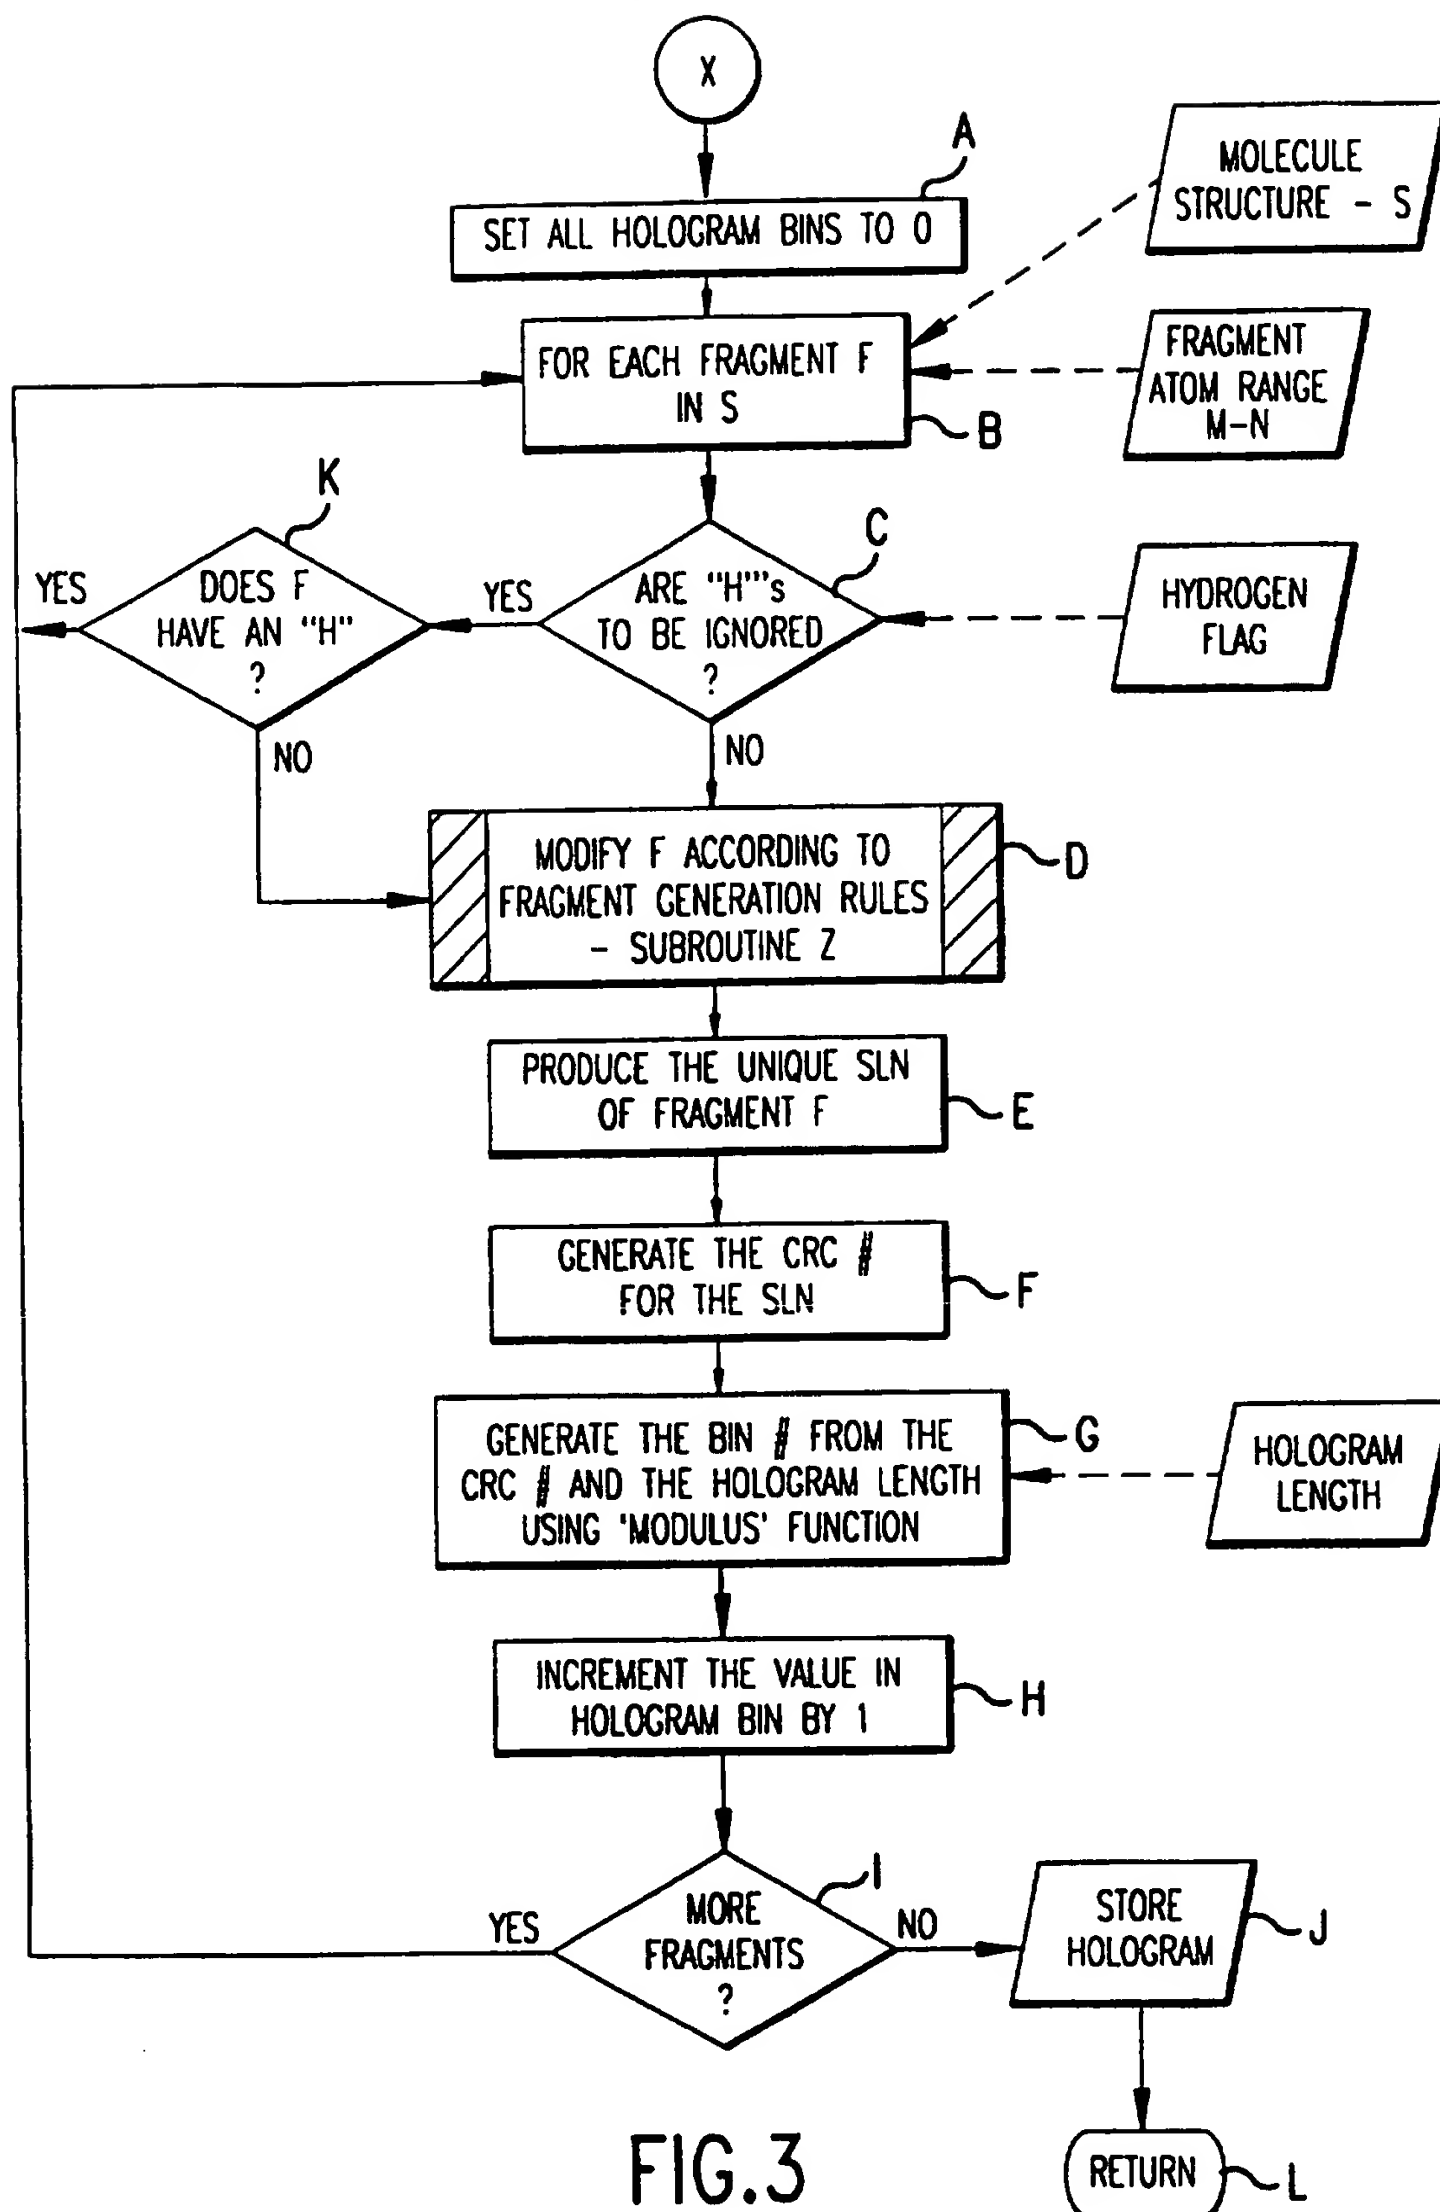 X
A
SET ALL HOLOGRAM BINS TO 0
MOLECULE
STRUCTURE - S
FOR EACH FRAGMENT F
IN S
B
FRAGMENT
ATOM RANGE
M-N
K
DOES F
HAVE AN "H"
?
YES
YES
C
ARE "H"'s
TO BE IGNORED
?
HYDROGEN
FLAG
NO
NO
MODIFY F ACCORDING TO
FRAGMENT GENERATION RULES
- SUBROUTINE Z
D
PRODUCE THE UNIQUE SLN
OF FRAGMENT F
E
GENERATE THE CRC #
FOR THE SLN
F
GENERATE THE BIN # FROM THE
CRC # AND THE HOLOGRAM LENGTH
USING 'MODULUS' FUNCTION
G
HOLOGRAM
LENGTH
INCREMENT THE VALUE IN
HOLOGRAM BIN BY 1
H
I
MORE
FRAGMENTS
?
YES
NO
STORE
HOLOGRAM
J
RETURN
L
FIG.3